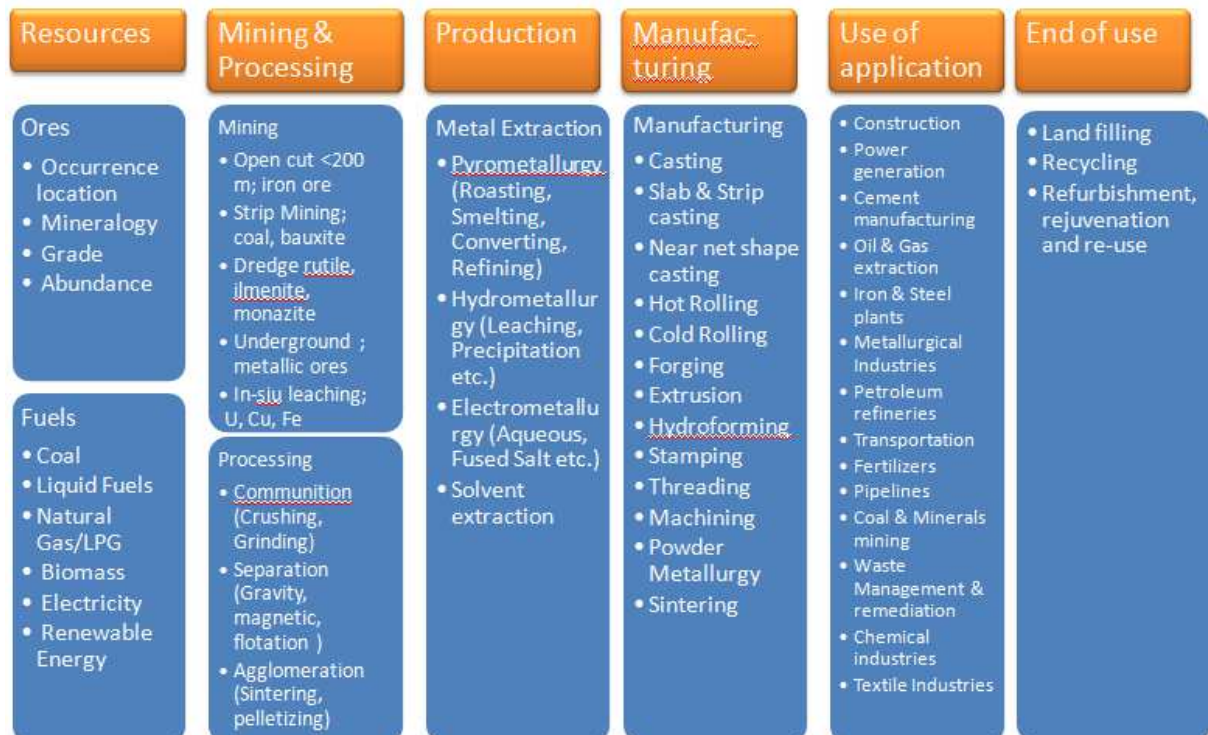 Resources
Ores
• Occurrence
location
• Mineralogy
• Grade
• Abundance
Fuels
• Coal
• Liquid Fuels
• Natural
Gas/LPG
• Biomass
• Electricity
• Renewable
Energy
Mining &
Processing
Mining
• Open cut <200
m; iron ore
• Strip Mining;
coal, bauxite
• Dredge rutile,
ilmenite,
monazite
• Underground ;
metallic ores
• In-siu leaching;
U, Cu, Fe
Processing
• Communition
(Crushing,
Grinding)
• Separation
(Gravity,
magnetic,
flotation )
• Agglomeration
(Sintering,
pelletizing)
Production
Metal Extraction
• Pyrometallurgy
(Roasting,
Smelting,
Converting,
Refining)
• Hydrometallur
gy (Leaching,
Precipitation
etc.)
• Electrometallu
rgy (Aqueous,
Fused Salt etc.)
• Solvent
extraction
Manufac-
turing
Manufacturing
• Casting
• Slab & Strip
casting
• Near net shape
casting
• Hot Rolling
• Cold Rolling
• Forging
• Extrusion
• Hydroforming
• Stamping
• Threading
• Machining
• Powder
Metallurgy
• Sintering
Use of
application
• Construction
• Power
generation
• Cement
manufacturing
• Oil & Gas
extraction
• Iron & Steel
plants
• Metallurgical
Industries
• Petroleum
refineries
• Transportation
• Fertilizers
• Pipelines
• Coal & Minerals
mining
• Waste
Management &
remediation
• Chemical
industries
• Textile Industries
End of use
• Land filling
• Recycling
• Refurbishment,
rejuvenation
and re-use